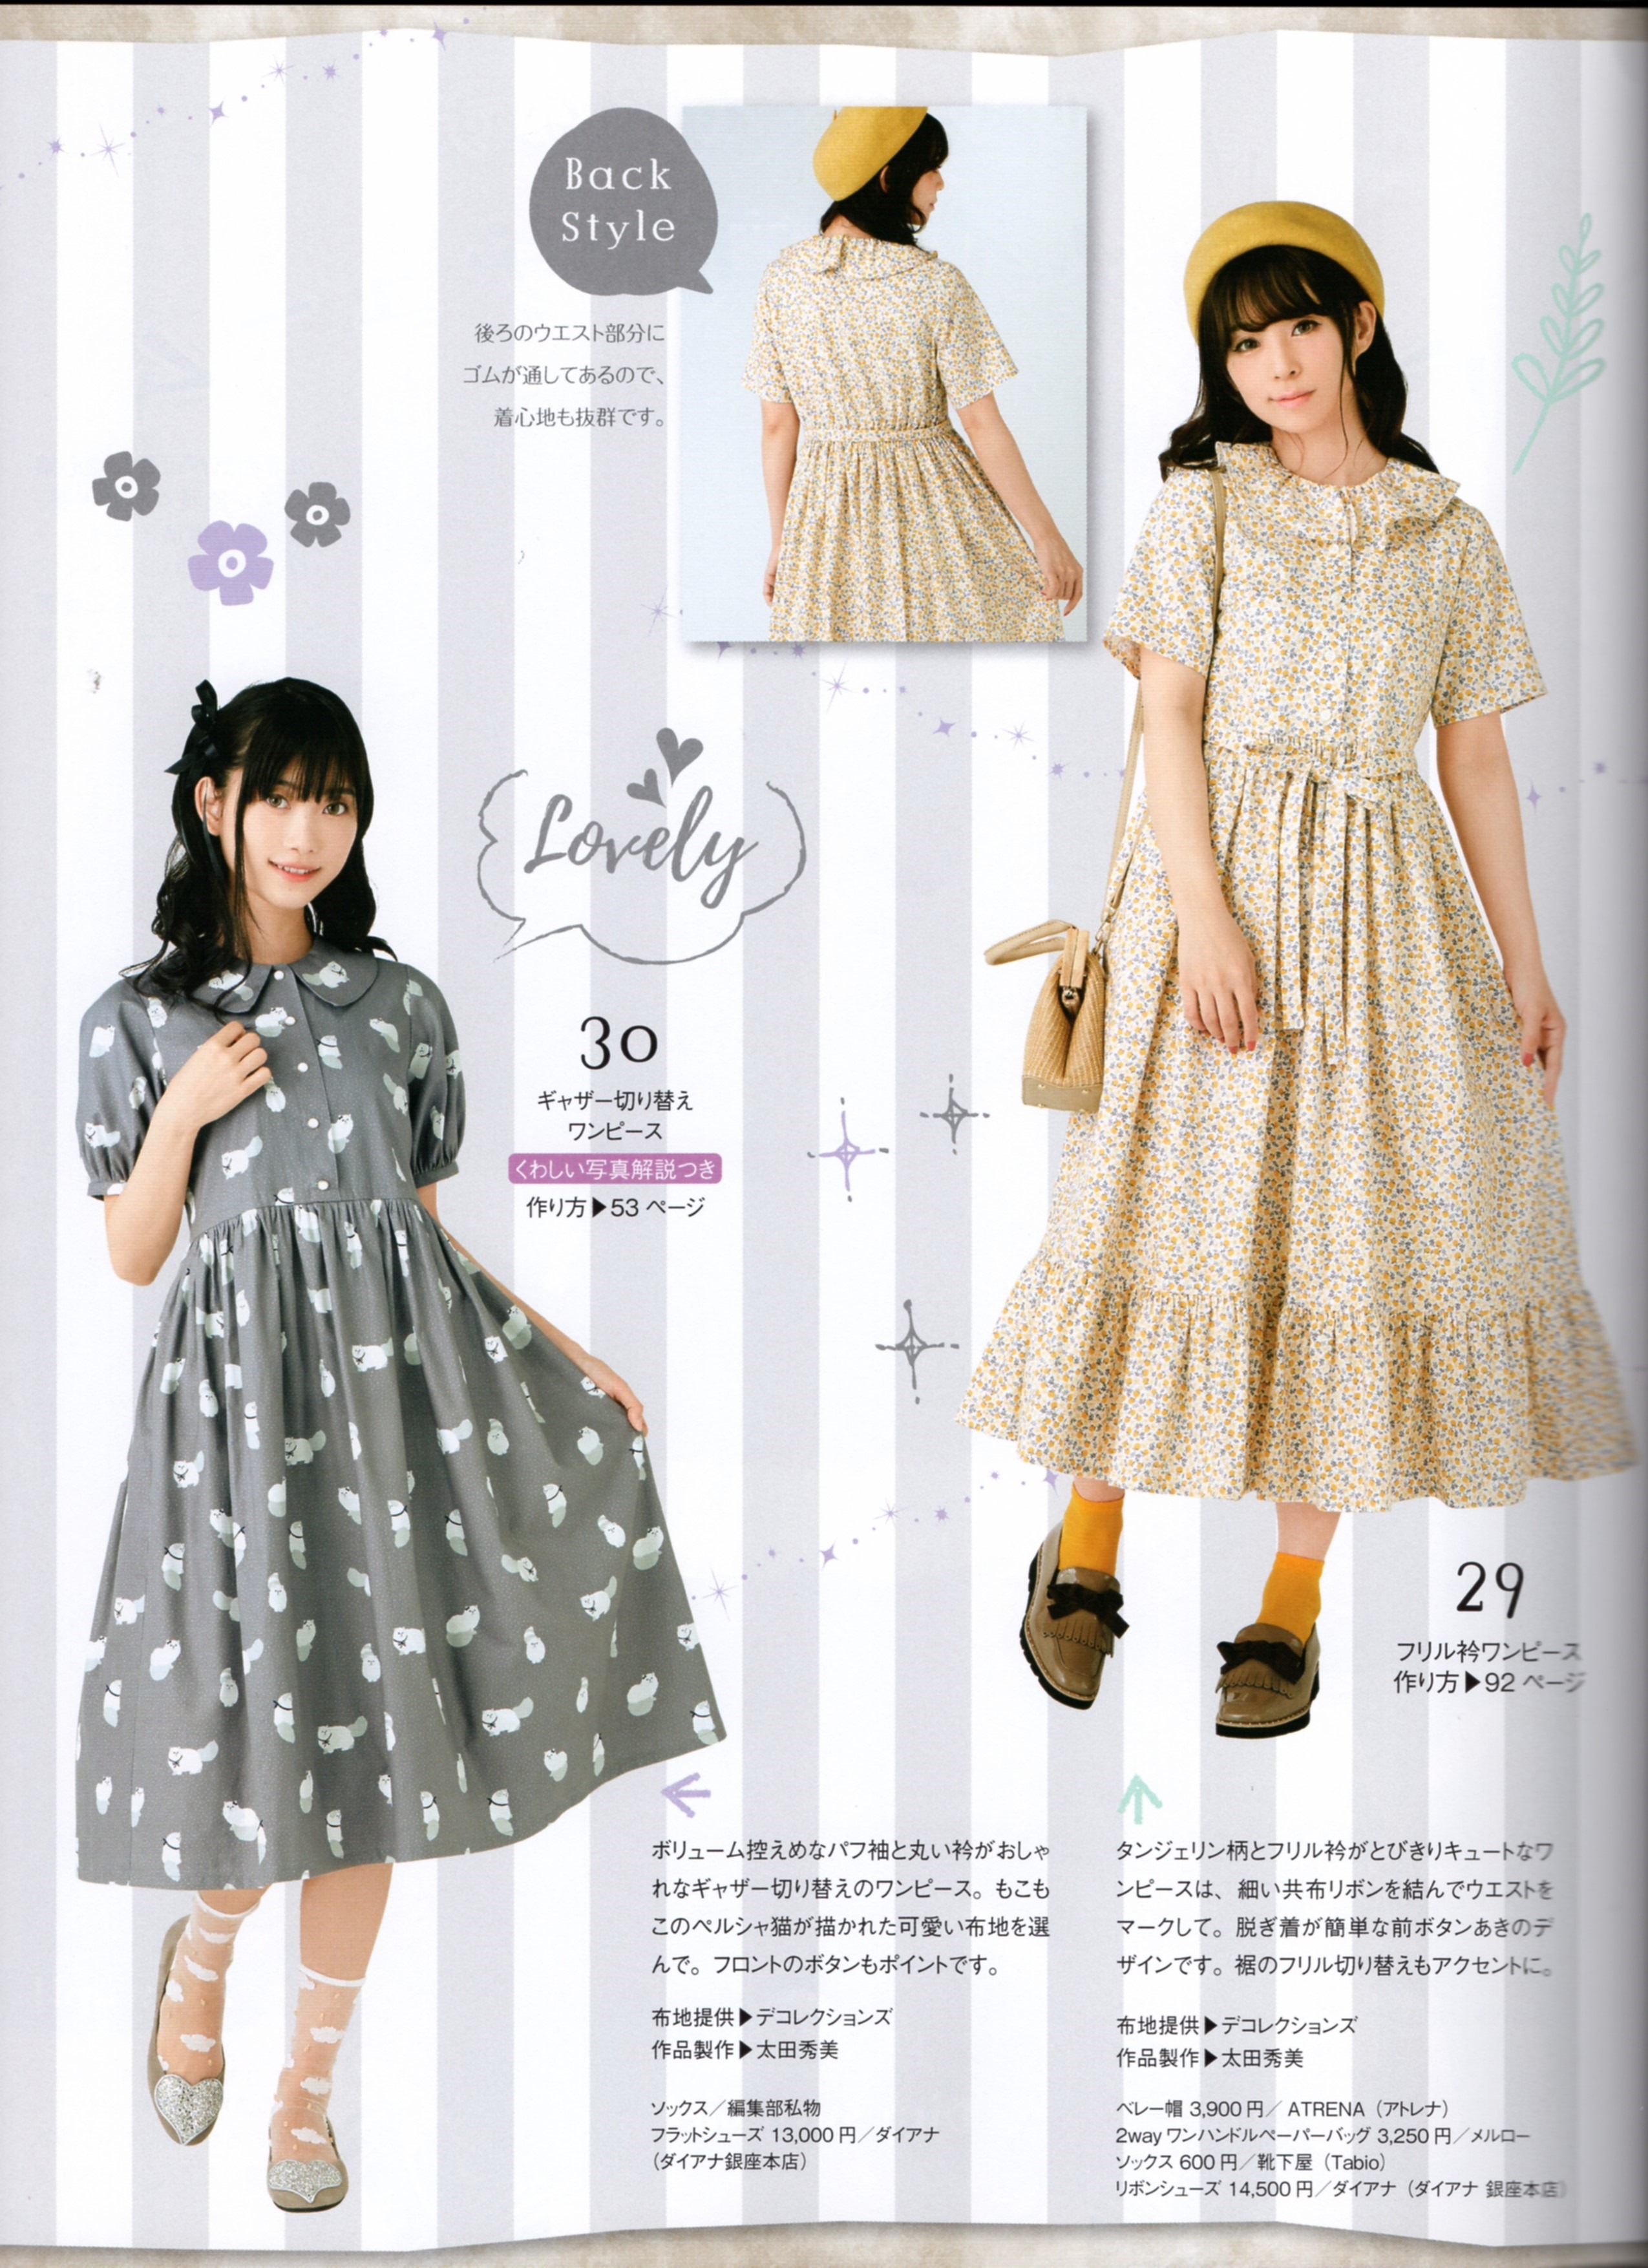 Back
Style
後ろのウエスト部分に
ゴムが通してあるので、
着心地も抜群です。
Lovely
30
ギャザー切り替え
ワンピース
くわしい写真解説つき
作り方▶53 ページ
29
フリル衿ワンピース
作り方▶92 ページ
ボリューム控えめなパフ袖と丸い衿がおしゃ
れなギャザー切り替えのワンピース。もこも
このペルシャ猫が描かれた可愛い布地を選
んで。フロントのボタンもポイントです。
布地提供▶デコレクションズ
作品製作▶太田秀美
ソックス／編集部私物
フラットシューズ 13,000 円／ダイアナ
（ダイアナ銀座本店）
タンジェリン柄とフリル衿がとびきりキュートなワ
ンピースは、細い共布リボンを結んでウエストを
マークして。脱ぎ着が簡単な前ボタンあきのデ
ザインです。裾のフリル切り替えもアクセントに。
布地提供▶デコレクションズ
作品製作▶太田秀美
ベレー帽 3,900 円／ ATRENA（アトレナ）
2way ワンハンドルペーパーバッグ 3,250 円／メルロー
ソックス 600 円／靴下屋（Tabio）
リボンシューズ 14,500 円／ダイアナ（ダイアナ 銀座本店）